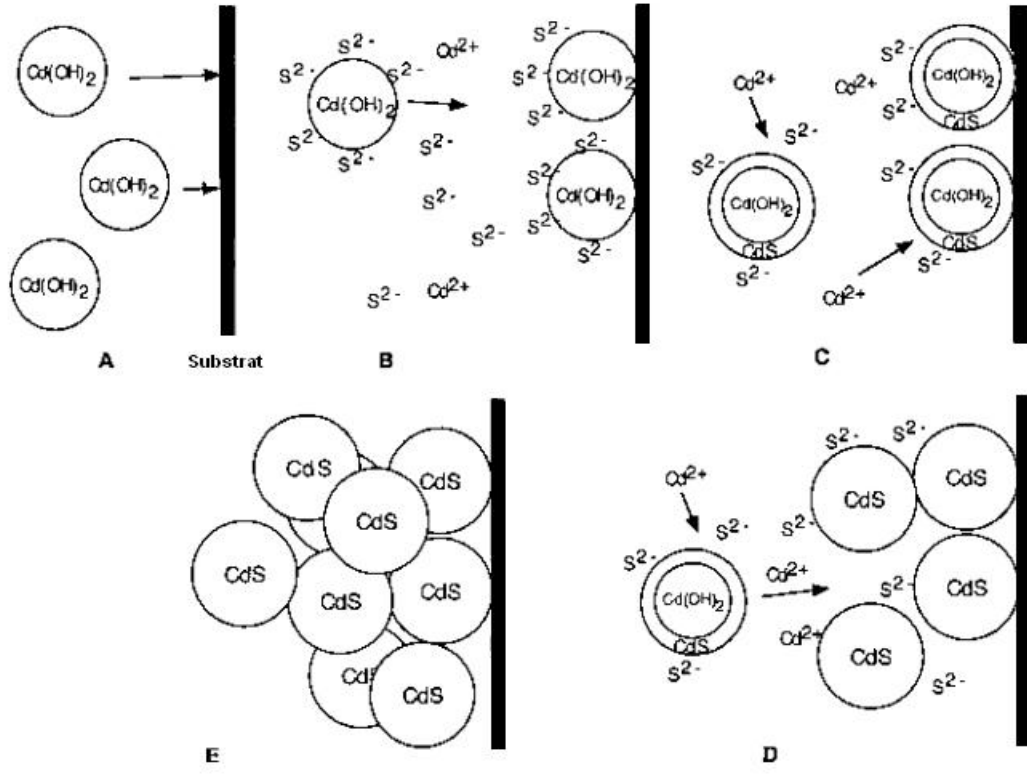 Cd(OH)₂
Cd(OH)₂
Cd(OH)₂
A
Substrat
S²⁻
Cd²⁺
S²⁻
S²⁻
Cd(OH)₂
S²⁻
S²⁻
S²⁻
S²⁻
S²⁻
S²⁻
Cd²⁺
S²⁻
S²⁻
Cd(OH)₂
S²⁻
S²⁻
S²⁻
Cd(OH)₂
S²⁻
S²⁻
B
Cd²⁺
S²⁻
S²⁻
Cd(OH)₂
CdS
S²⁻
S²⁻
Cd²⁺
Cd(OH)₂
S²⁻
CdS
S²⁻
Cd(OH)₂
CdS
S²⁻
Cd²⁺
C
CdS
CdS
CdS
CdS
CdS
CdS
CdS
CdS
E
Cd²⁺
S²⁻
S²⁻
Cd(OH)₂
CdS
S²⁻
Cd²⁺
Cd²⁺
S²⁻
S²⁻
CdS
CdS
S²⁻
S²⁻
CdS
CdS
S²⁻
D